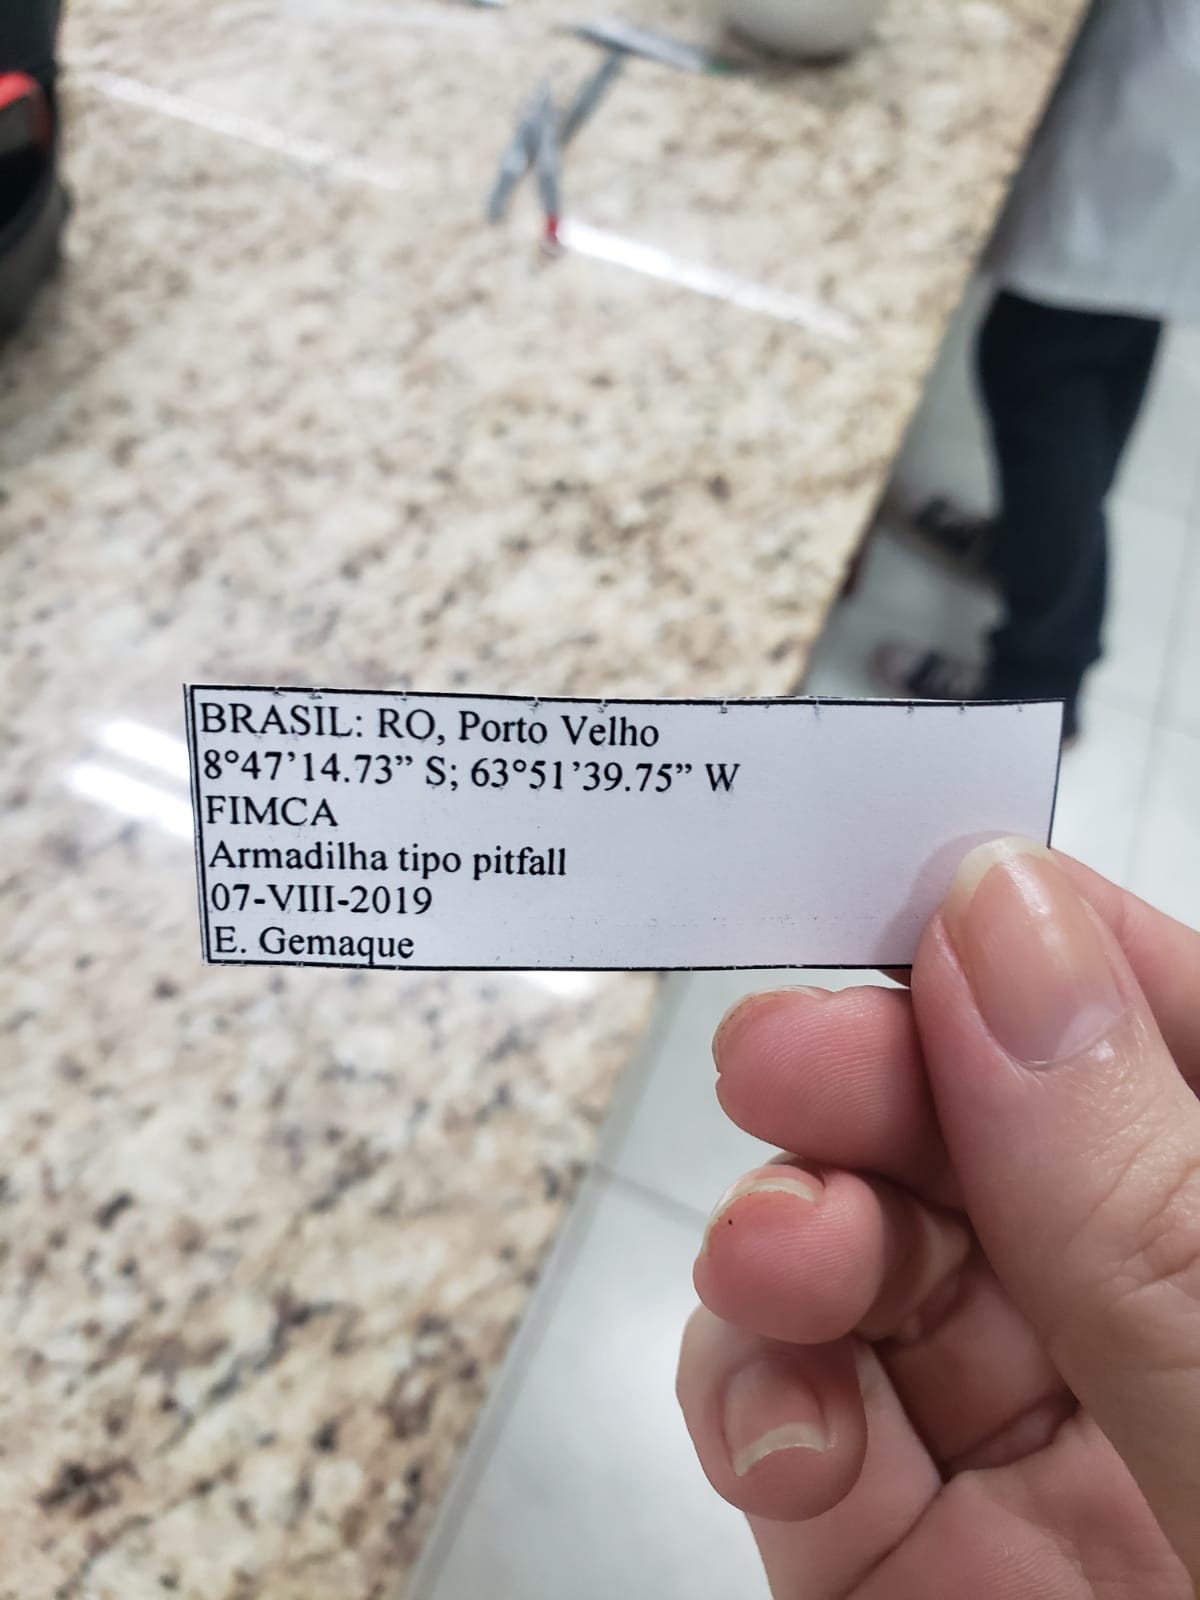 BRASIL: RO, Porto Velho
8°47’14.73” S; 63°51’39.75” W
FIMCA
Armadilha tipo pitfall
07-VIII-2019
E. Gemaque